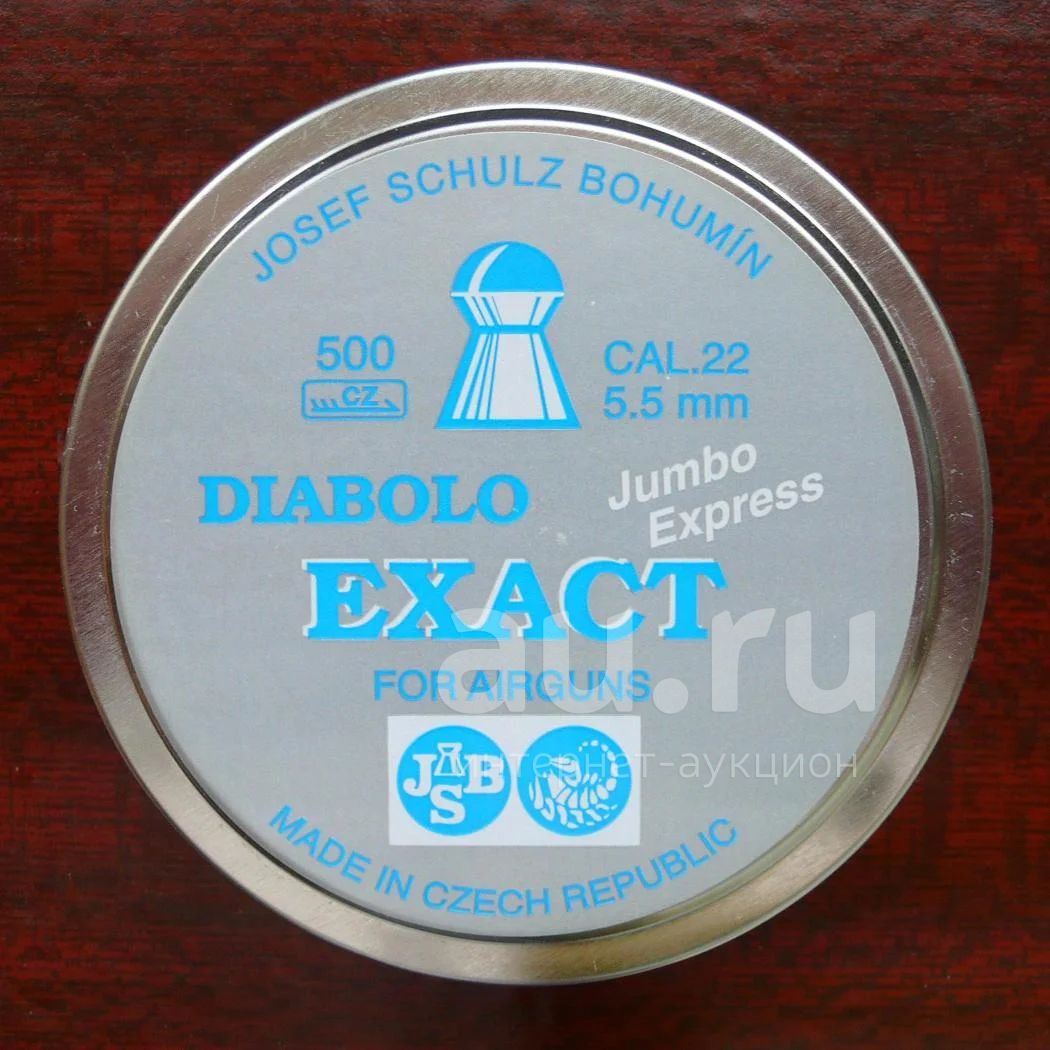 JOSEF SCHULZ BOHUMÍN
500
CZ
CAL.22
5.5 mm
DIABOLO
Jumbo
Express
EXACT
au.ru
FOR AIRGUNS
JSB
интернет-аукцион
MADE IN CZECH REPUBLIC